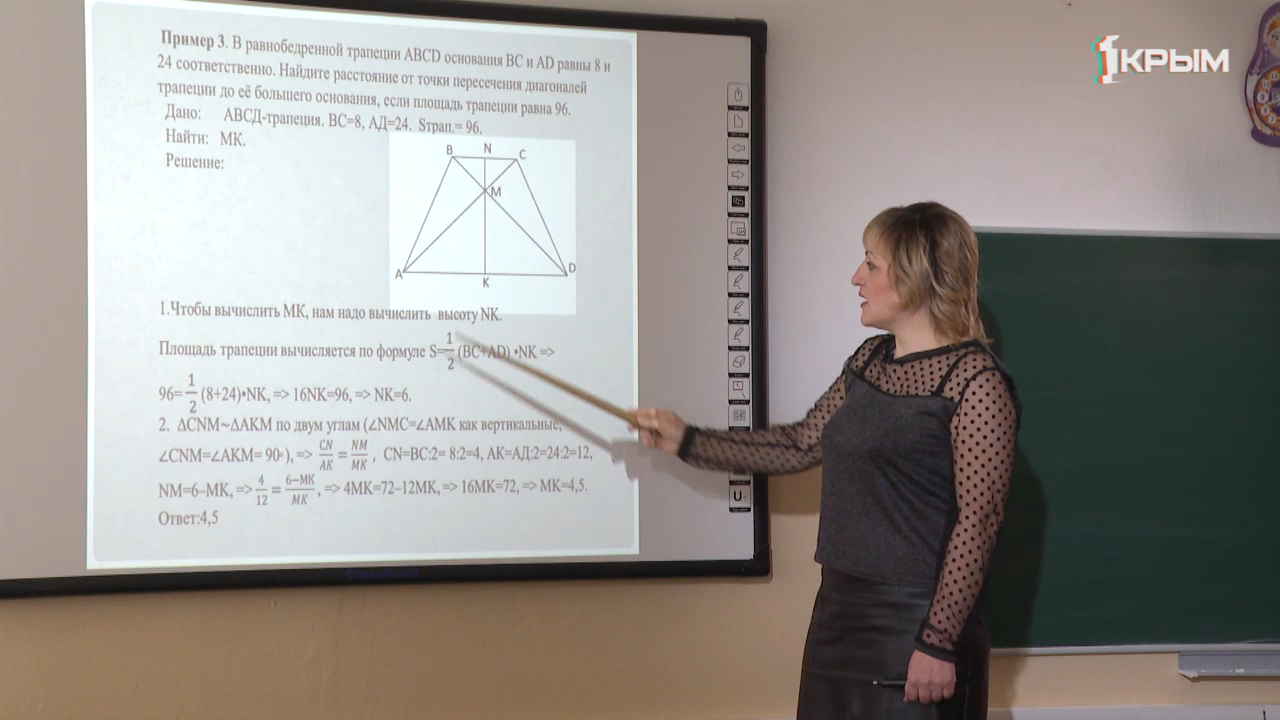 Пример 3. В равнобедренной трапеции ABCD основания BC и AD равны 8 и
24 соответственно. Найдите расстояние от точки пересечения диагоналей
трапеции до её большего основания, если площадь трапеции равна 96.
Дано: АВСД-трапеция. ВС=8, АД=24. Sтрап.= 96.
Найти: МК.
Решение:
B N C
M
A D
K
1.Чтобы вычислить МК, нам надо вычислить высоту NK.
Площадь трапеции вычисляется по формуле S=1/2 (BC+AD) •NK =>
96=1/2 (8+24)•NK, => 16NK=96, => NK=6.
2. ΔCNM~ΔAKM по двум углам (∠NMC=∠AMK как вертикальные,
∠CNM=∠AKM= 90◦), => CN/AK = NM/MK , CN=BC:2= 8:2=4, АК=АД:2=24:2=12,
NM=6–MK, => 4/12 = 6−MK/MK , => 4MK=72–12MK, => 16MK=72, => MK=4,5.
Ответ:4,5
1КРЫМ
U